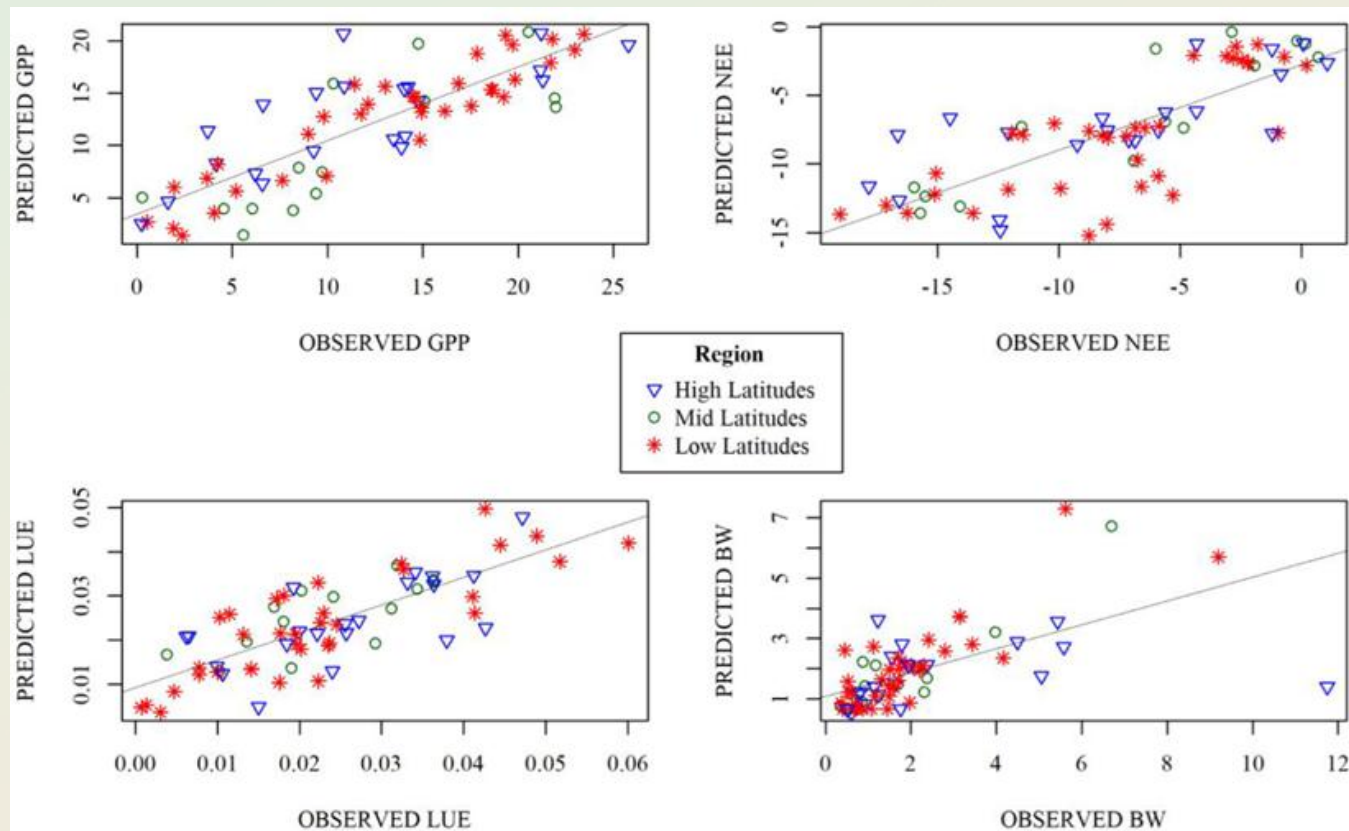 PREDICTED GPP
20
15
10
5
0 5 10 15 20 25
OBSERVED GPP
PREDICTED NEE
0
-5
-10
-15
-15 -10 -5 0
OBSERVED NEE
Region
High Latitudes
Mid Latitudes
Low Latitudes
PREDICTED LUE
0.05
0.03
0.01
0.00 0.01 0.02 0.03 0.04 0.05 0.06
OBSERVED LUE
PREDICTED BW
7
5
3
1
0 2 4 6 8 10 12
OBSERVED BW